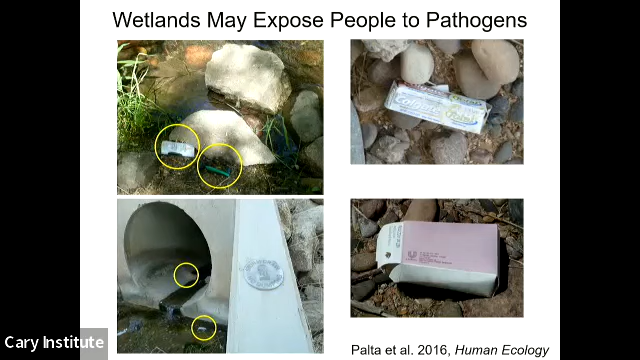 Wetlands May Expose People to Pathogens
Colgate
Palta et al. 2016, Human Ecology
Cary Institute